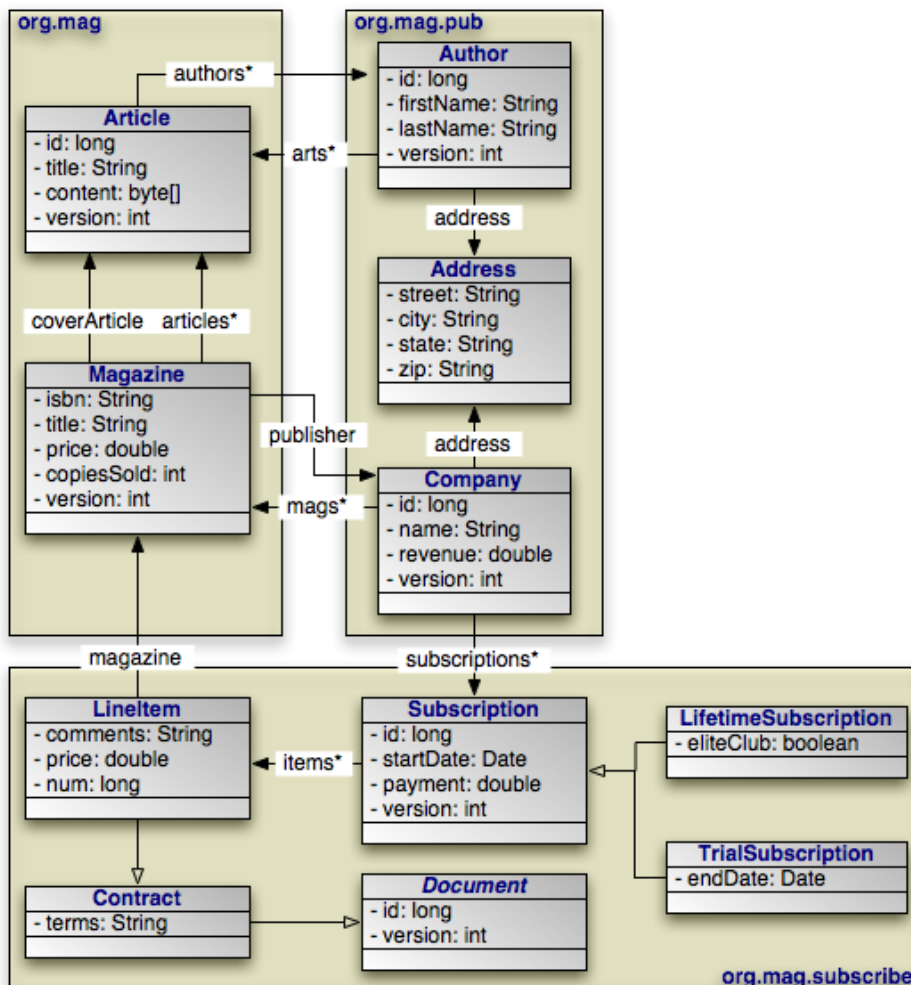 org.mag
org.mag.pub
authors*
Author
- id: long
- firstName: String
- lastName: String
- version: int
Article
- id: long
- title: String
- content: byte[]
- version: int
arts*
address
Address
- street: String
- city: String
- state: String
- zip: String
coverArticle
articles*
Magazine
- isbn: String
- title: String
- price: double
- copiesSold: int
- version: int
publisher
address
Company
- id: long
- name: String
- revenue: double
- version: int
mags*
magazine
subscriptions*
LineItem
- comments: String
- price: double
- num: long
items*
Subscription
- id: long
- startDate: Date
- payment: double
- version: int
LifetimeSubscription
- eliteClub: boolean
TrialSubscription
- endDate: Date
Contract
- terms: String
Document
- id: long
- version: int
org.mag.subscribe